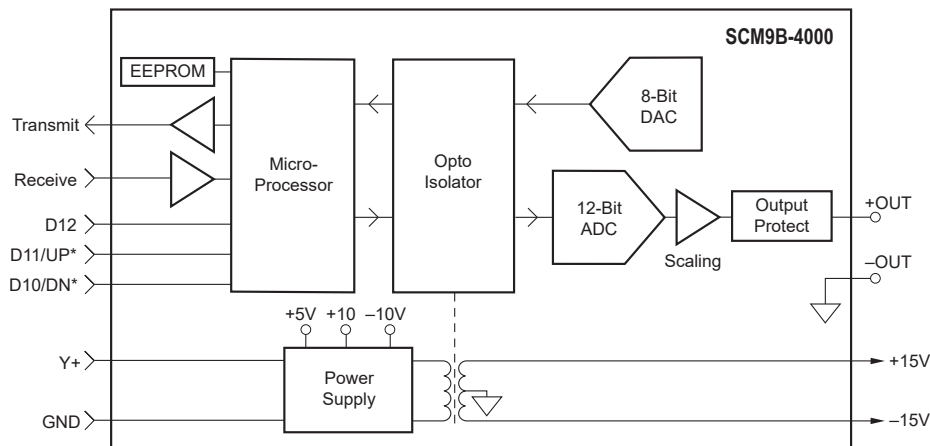 SCM9B-4000
EEPROM
Transmit
Receive
D12
D11/UP*
D10/DN*
Micro-
Processor
Opto
Isolator
8-Bit
DAC
12-Bit
ADC
Scaling
Output
Protect
+OUT
–OUT
+5V +10 –10V
Y+
GND
Power
Supply
+15V
–15V